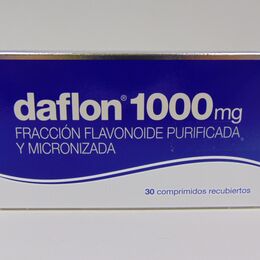 daflon® 1000mg
FRACCIÓN FLAVONOIDE PURIFICADA
Y MICRONIZADA
30 comprimidos recubiertos